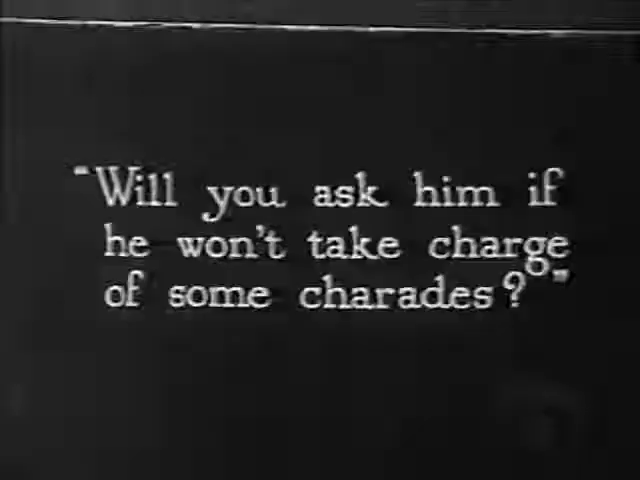 "Will you ask him if
he won't take charge
of some charades?"